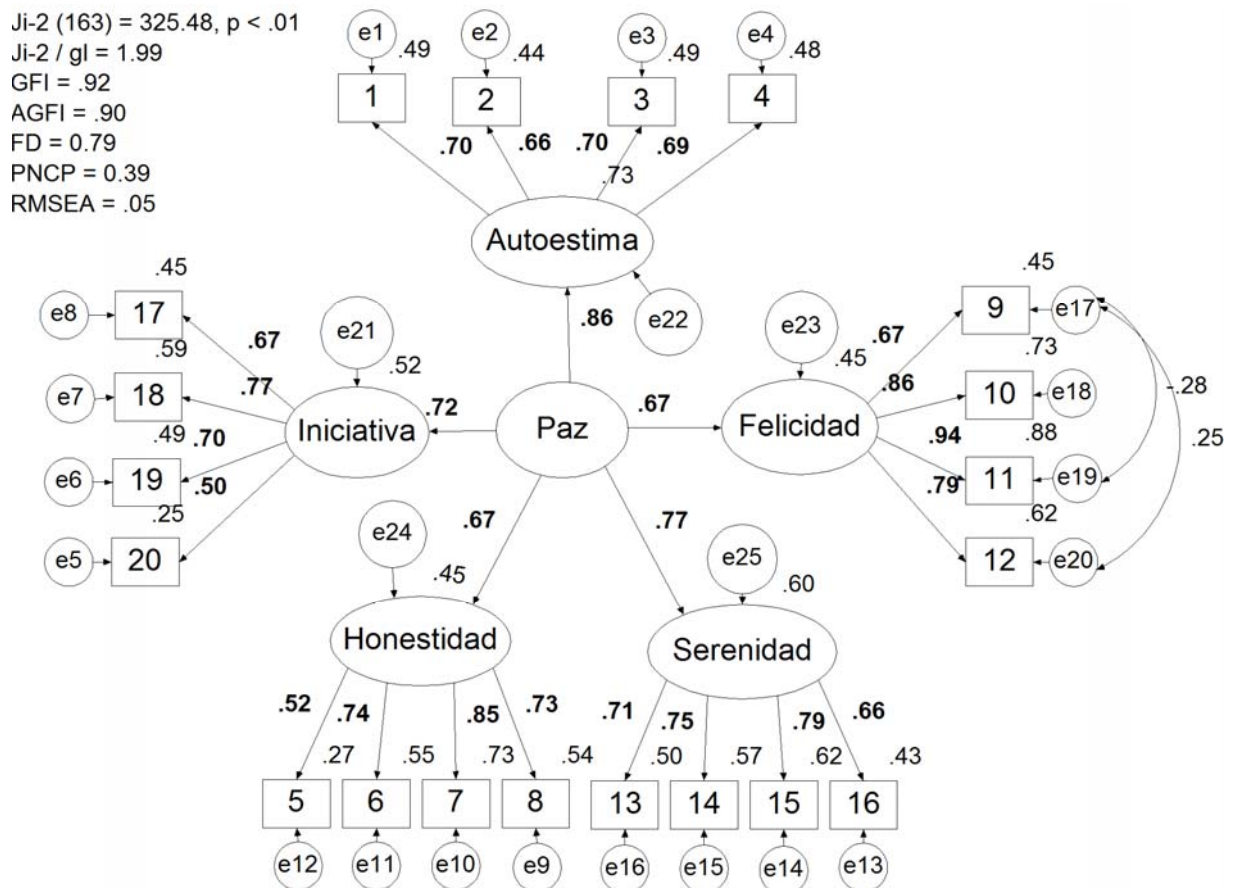 Ji-2 (163) = 325.48, p < .01
Ji-2 / gl = 1.99
GFI = .92
AGFI = .90
FD = 0.79
PNCP = 0.39
RMSEA = .05
e1 .49 e2 .44 e3 .49 e4 .48
1 2 3 4
.70 .66 .70 .69
.73
Autoestima
.86 e22
.45
e8 17
.67
.59
e7 18
.77
.49
e6 19
.70
.50
.25
e5 20
e21
.52
Iniciativa
.72
Paz
.67
e23
.45
Felicidad
.45
.67 9 e17
.73
.86 10 e18
-.28
.94 .88 .25
11 e19
.79 .62
12 e20
.67
e24
.45
Honestidad
.77
e25
.60
Serenidad
.52 .74 .85 .73
.27 .55 .73 .54
5 6 7 8
e12 e11 e10 e9
.71 .75 .79 .66
.50 .57 .62 .43
13 14 15 16
e16 e15 e14 e13